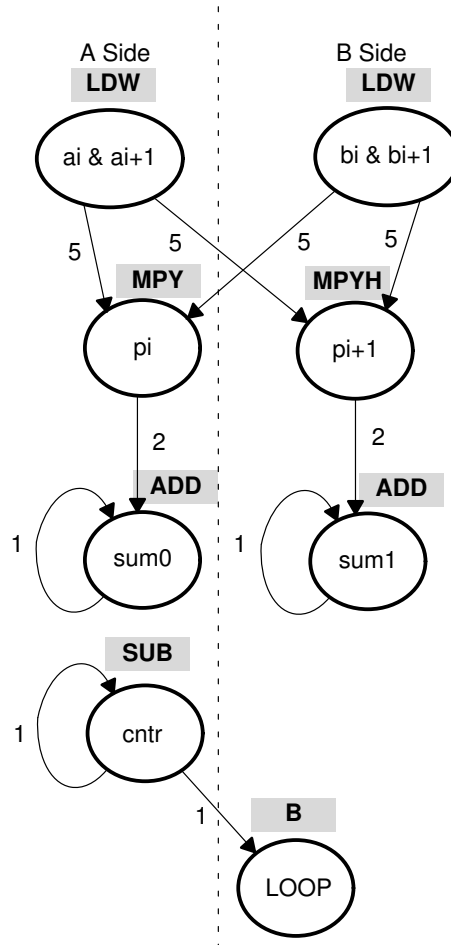 A Side B Side
LDW LDW
ai & ai+1 bi & bi+1
5 5 5 5
MPY MPYH
pi pi+1
2 2
ADD ADD
1 sum0 1 sum1
SUB
1 cntr
1 B
LOOP